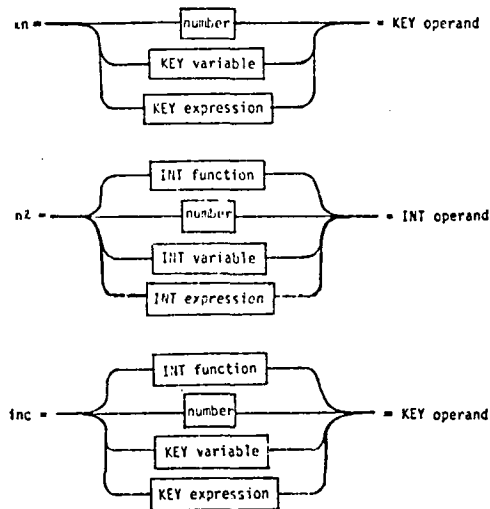 number
= KEY operand
KEY variable
KEY expression
INT function
n2 = number = INT operand
INT variable
INT expression
INT function
inc = number = KEY operand
KEY variable
KEY expression